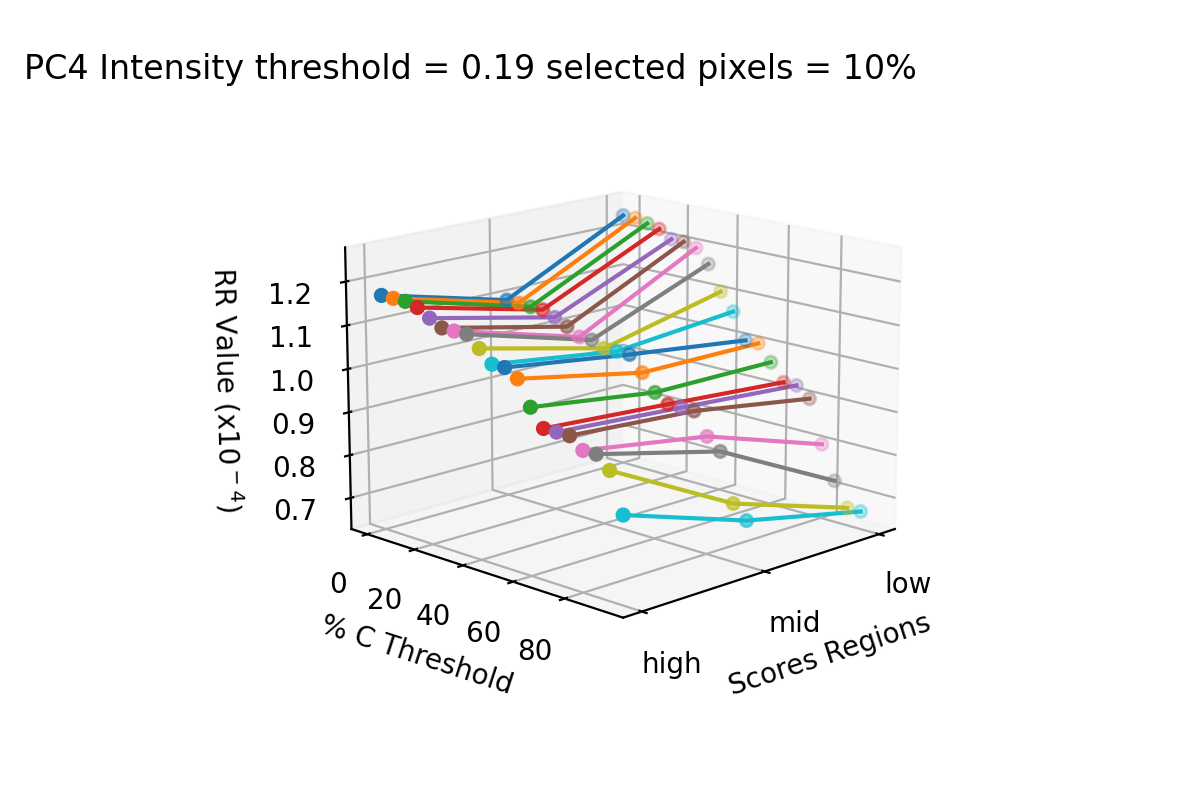 PC4 Intensity threshold = 0.19 selected pixels = 10%
RR Value (x10⁻⁴)
1.2
1.1
1.0
0.9
0.8
0.7
0
20
40
60
80
% C Threshold
high
mid
low
Scores Regions